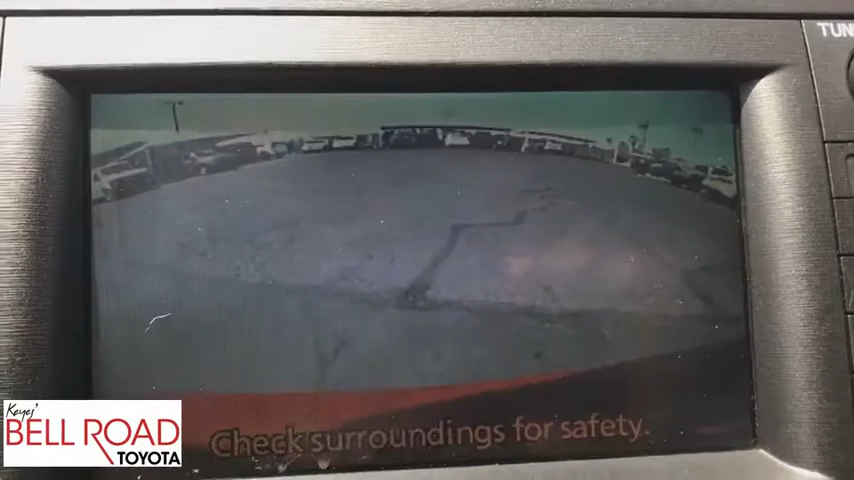 TUN
Check surroundings for safety.
Keyes'
BELL ROAD
TOYOTA